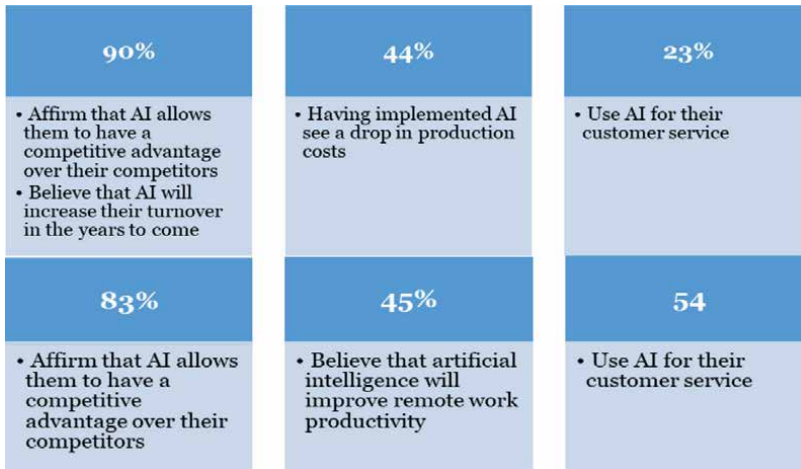 90%
• Affirm that AI allows
them to have a
competitive advantage
over their competitors
• Believe that AI will
increase their turnover
in the years to come
44%
• Having implemented AI
see a drop in production
costs
23%
• Use AI for their
customer service
83%
• Affirm that AI allows
them to have a
competitive
advantage over their
competitors
45%
• Believe that artificial
intelligence will
improve remote work
productivity
54
• Use AI for their
customer service